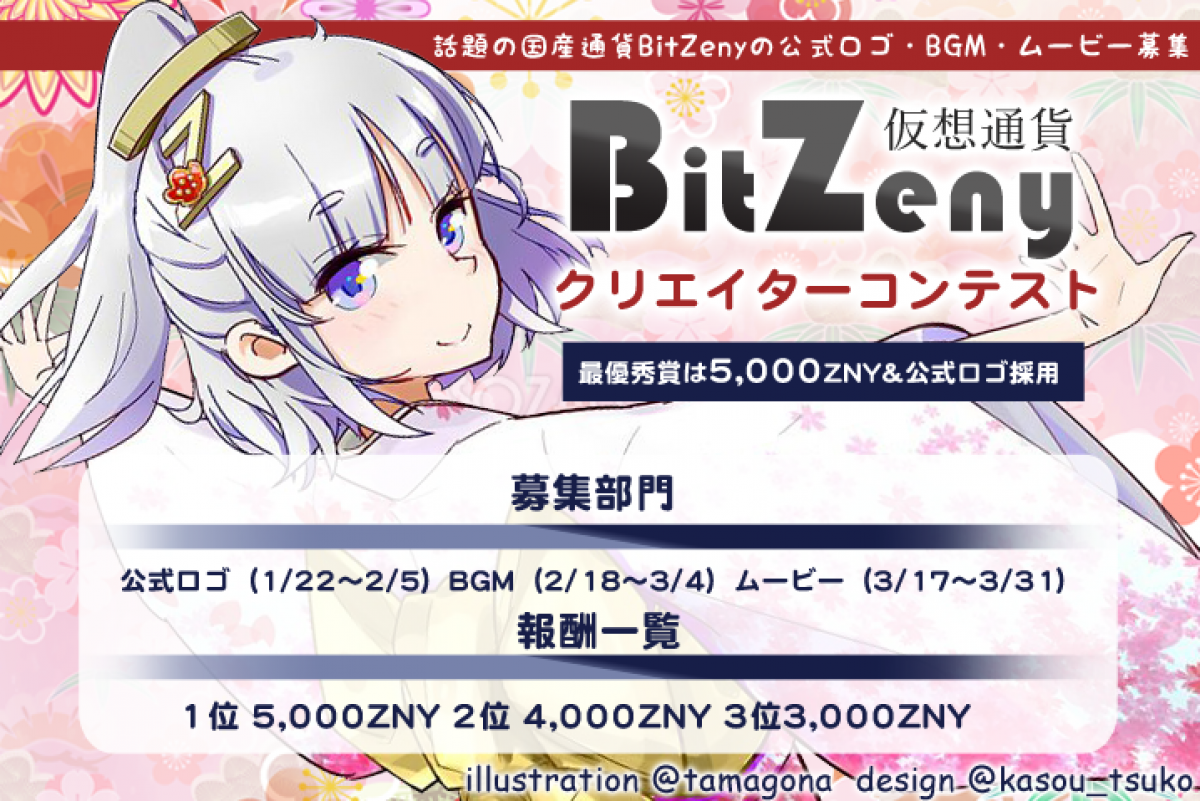 話題の国産通貨BitZenyの公式ロゴ・BGM・ムービー募集
仮想通貨
BitZeny
クリエイターコンテスト
最優秀賞は5,000ZNY&公式ロゴ採用
募集部門
公式ロゴ（1/22〜2/5）BGM（2/18〜3/4）ムービー（3/17〜3/31）
報酬一覧
1位 5,000ZNY 2位 4,000ZNY 3位3,000ZNY
illustration @tamagona design @kasou_tsuko